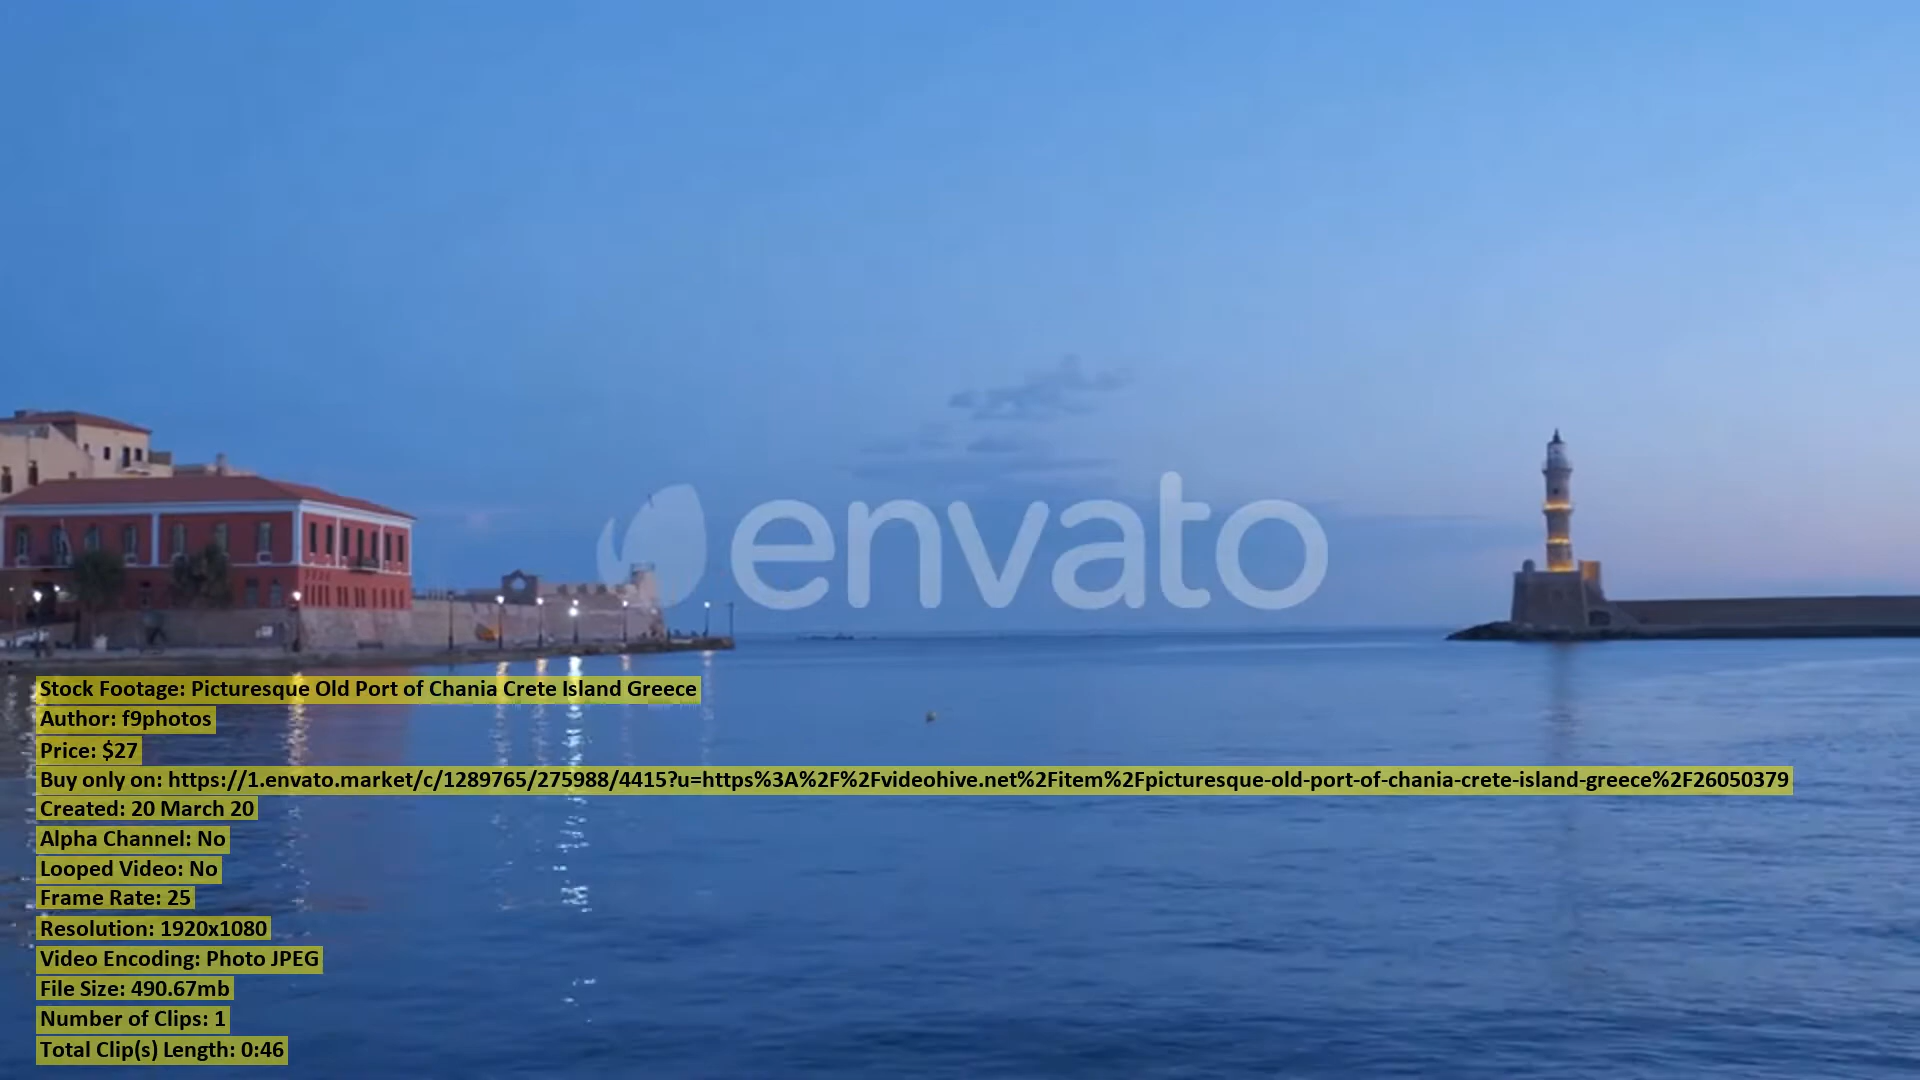 envato
Stock Footage: Picturesque Old Port of Chania Crete Island Greece
Author: f9photos
Price: $27
Buy only on: https://1.envato.market/c/1289765/275988/4415?u=https%3A%2F%2Fvideohive.net%2Fitem%2Fpicturesque-old-port-of-chania-crete-island-greece%2F26050379
Created: 20 March 20
Alpha Channel: No
Looped Video: No
Frame Rate: 25
Resolution: 1920x1080
Video Encoding: Photo JPEG
File Size: 490.67mb
Number of Clips: 1
Total Clip(s) Length: 0:46